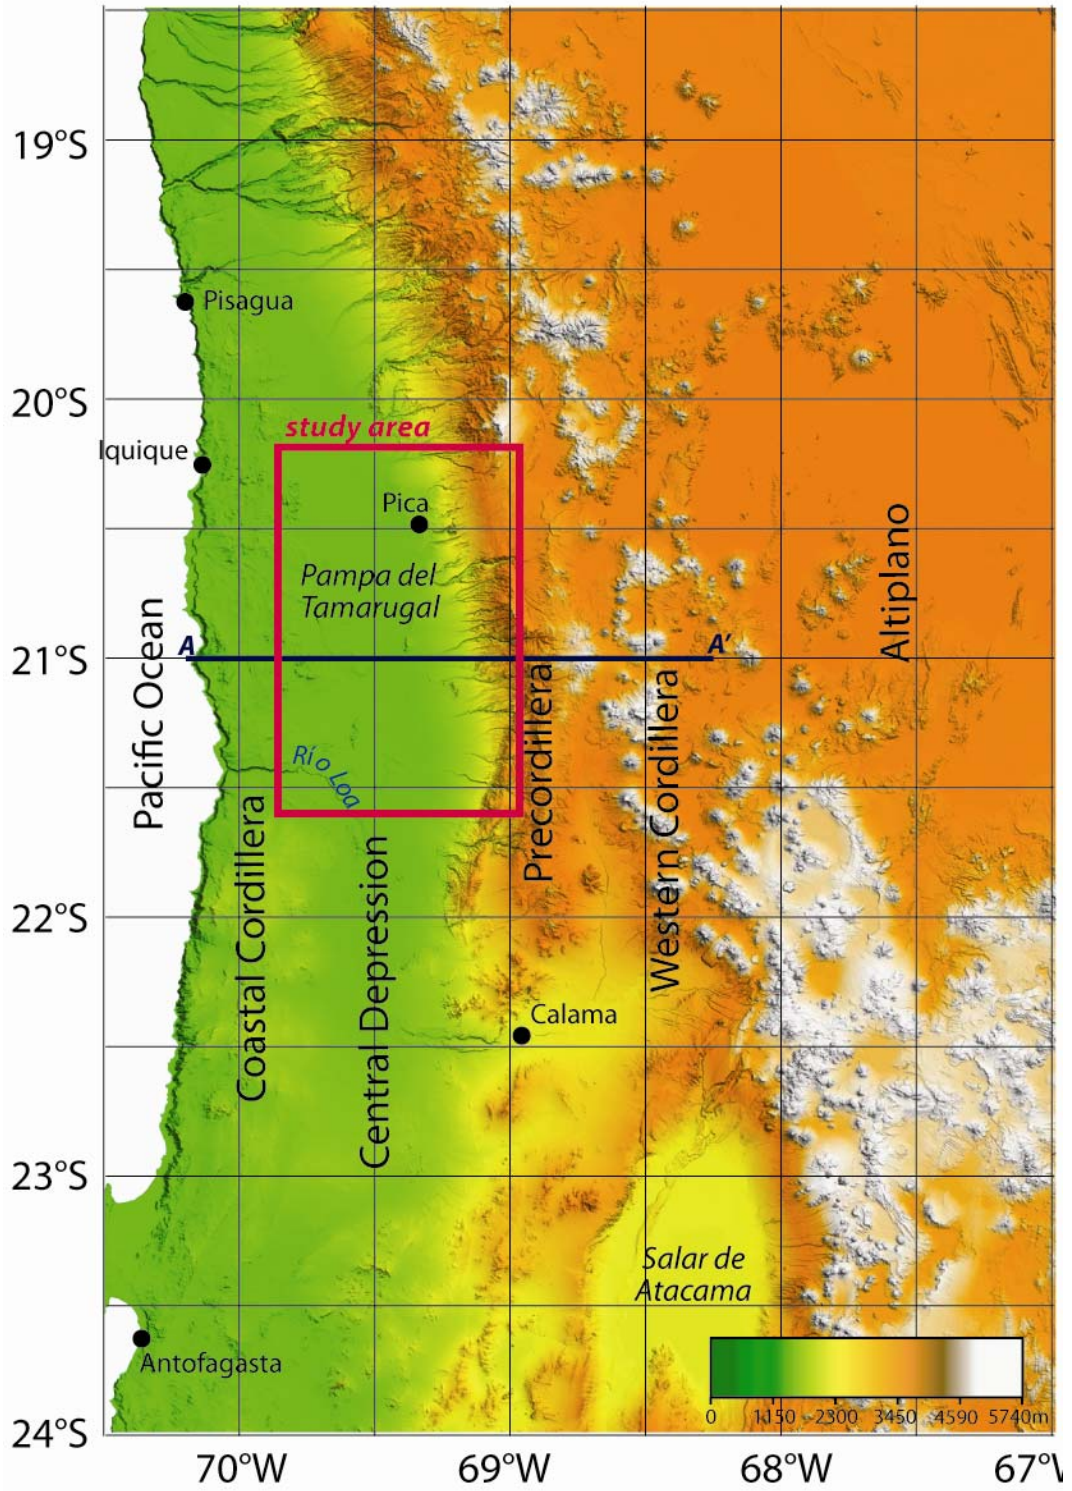 19°S
Pisagua
20°S
study area
Iquique
Pica
Pampa del
Tamarugal
Altiplano
A
A’
21°S
Pacific Ocean
Precordillera
Western Cordillera
Río Loa
Coastal Cordillera
Central Depression
22°S
Calama
23°S
Salar de
Atacama
Antofagasta
0 1150 2300 3450 4590 5740m
24°S
70°W 69°W 68°W 67°